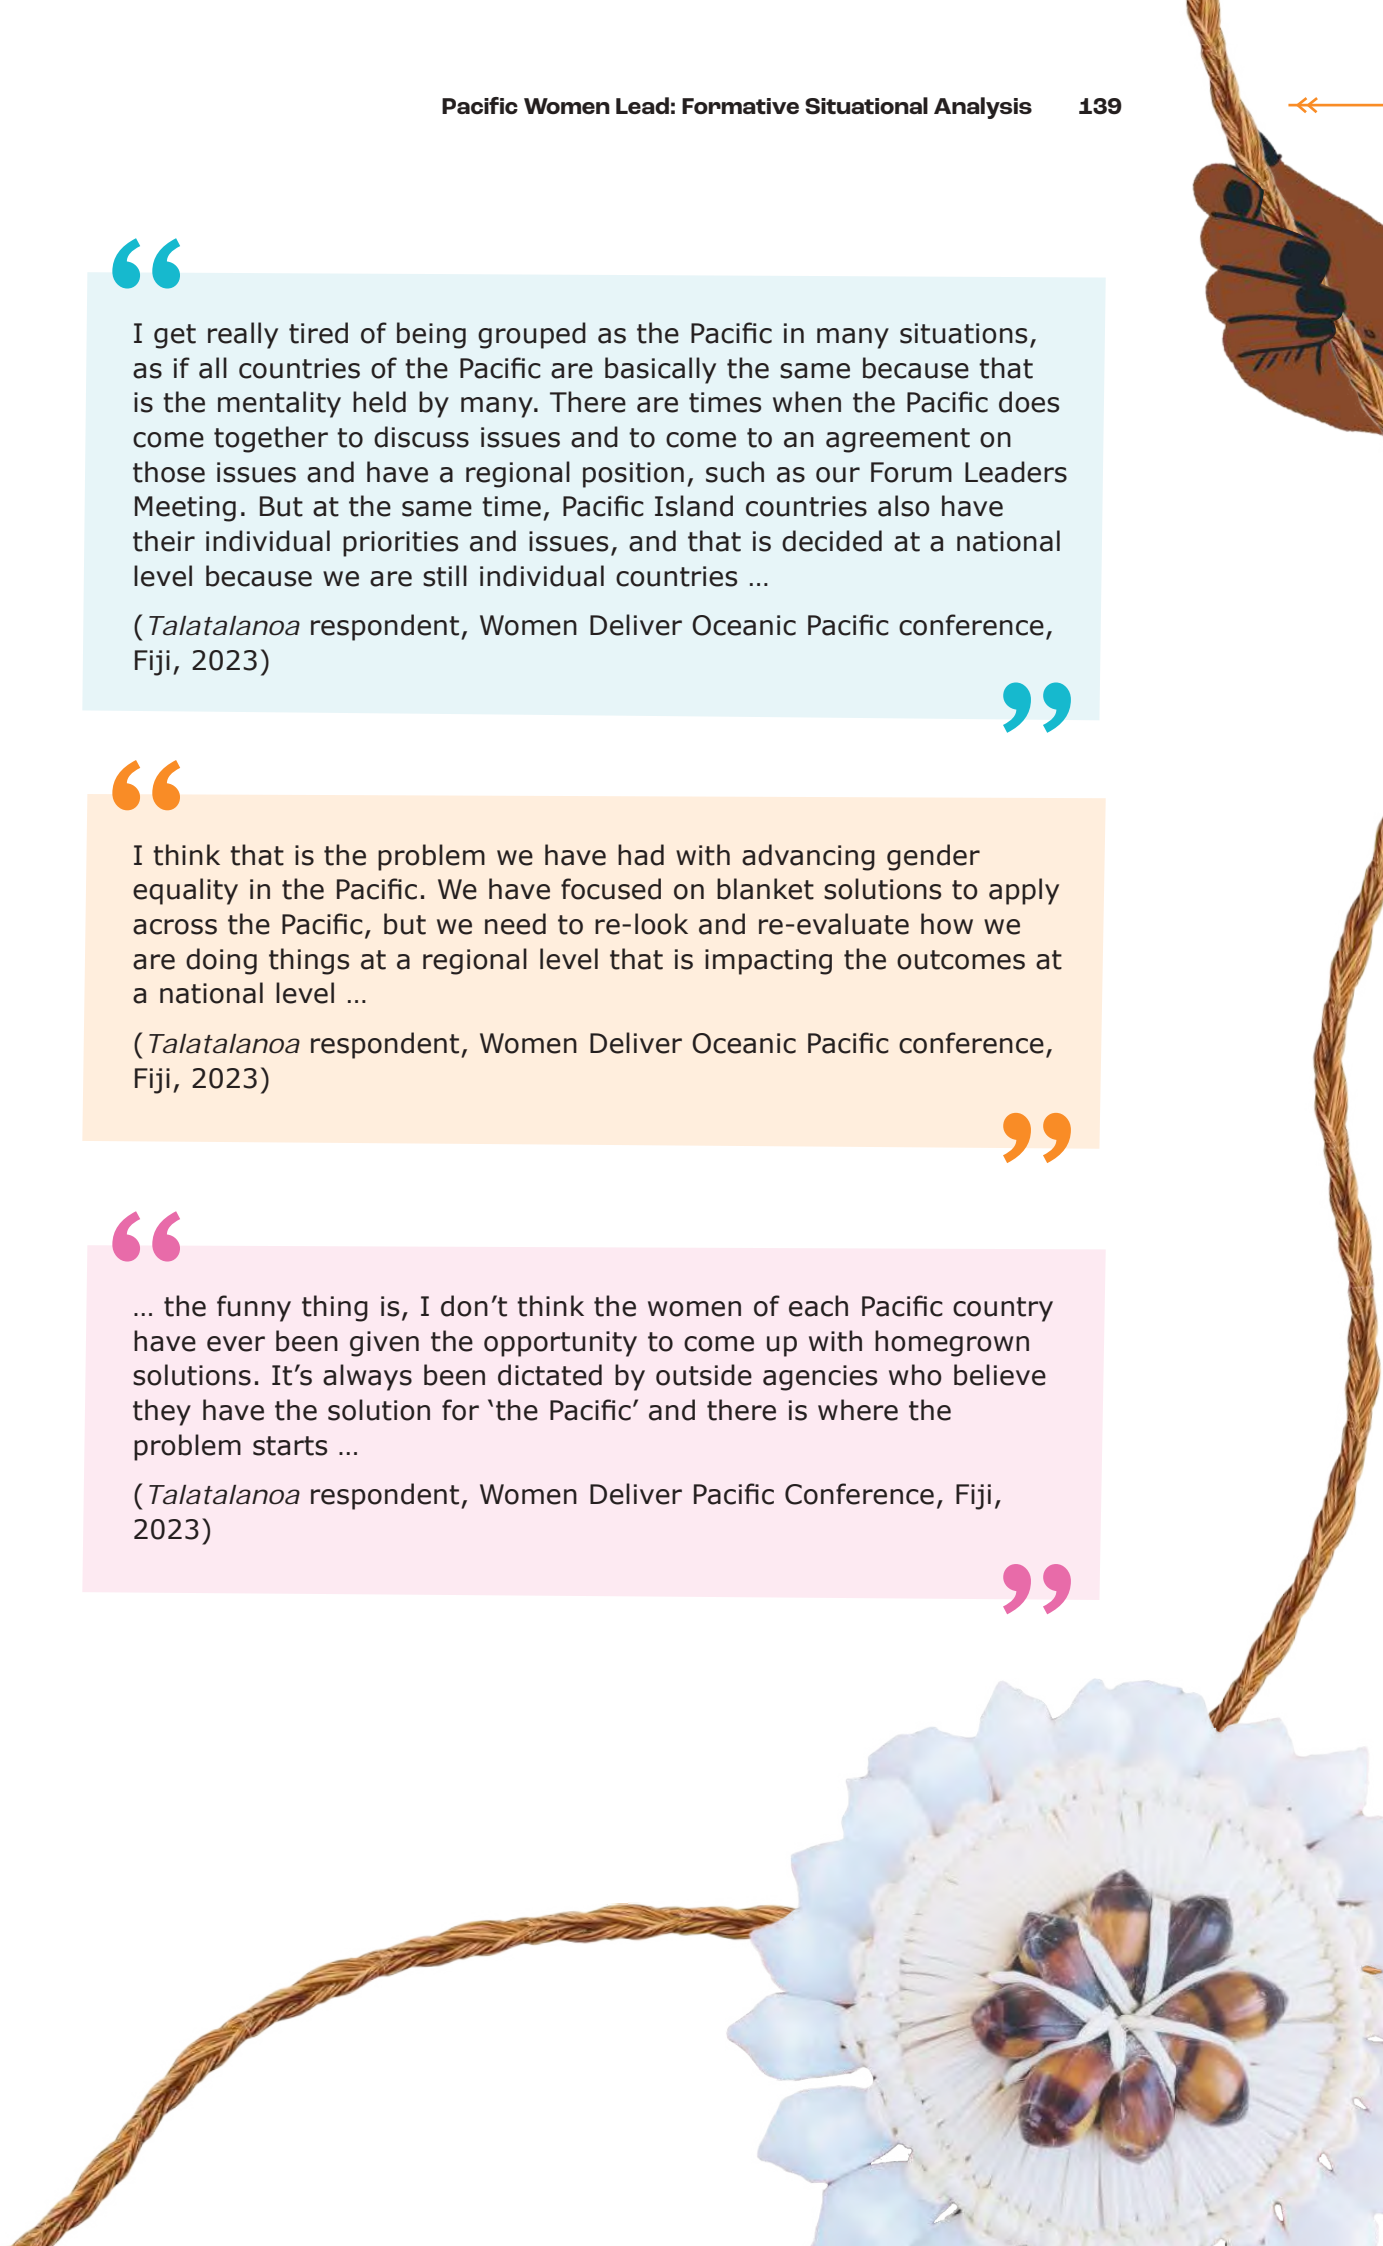 Pacific Women Lead: Formative Situational Analysis 139
“
I get really tired of being grouped as the Pacific in many situations,
as if all countries of the Pacific are basically the same because that
is the mentality held by many. There are times when the Pacific does
come together to discuss issues and to come to an agreement on
those issues and have a regional position, such as our Forum Leaders
Meeting. But at the same time, Pacific Island countries also have
their individual priorities and issues, and that is decided at a national
level because we are still individual countries …
(Talatalanoa respondent, Women Deliver Oceanic Pacific conference,
Fiji, 2023)
”
“
I think that is the problem we have had with advancing gender
equality in the Pacific. We have focused on blanket solutions to apply
across the Pacific, but we need to re-look and re-evaluate how we
are doing things at a regional level that is impacting the outcomes at
a national level …
(Talatalanoa respondent, Women Deliver Oceanic Pacific conference,
Fiji, 2023)
”
“
… the funny thing is, I don’t think the women of each Pacific country
have ever been given the opportunity to come up with homegrown
solutions. It’s always been dictated by outside agencies who believe
they have the solution for ‘the Pacific’ and there is where the
problem starts …
(Talatalanoa respondent, Women Deliver Pacific Conference, Fiji,
2023)
”